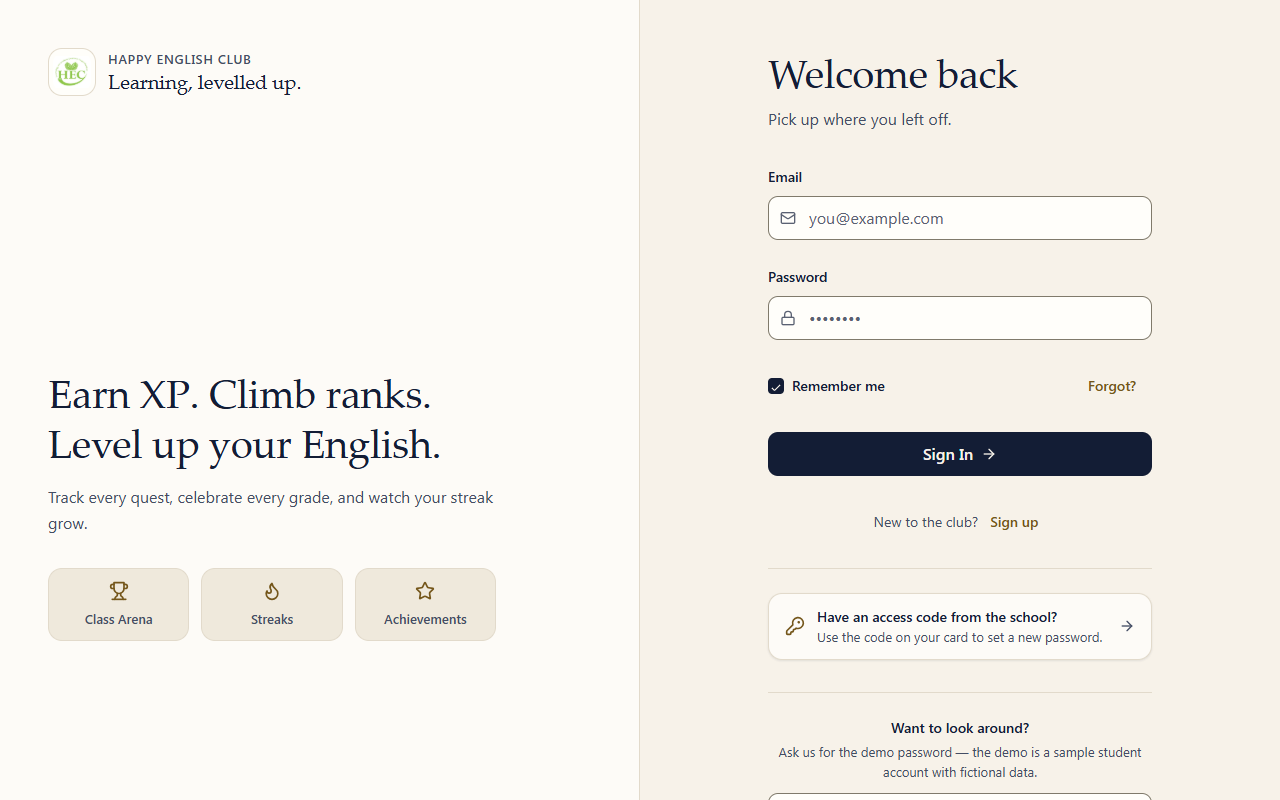 HEC
HAPPY ENGLISH CLUB
Learning, levelled up.
Earn XP. Climb ranks.
Level up your English.
Track every quest, celebrate every grade, and watch your streak
grow.
Class Arena
Streaks
Achievements
Welcome back
Pick up where you left off.
Email
you@example.com
Password
••••••••
Remember me
Forgot?
Sign In →
New to the club? Sign up
Have an access code from the school?
Use the code on your card to set a new password.
Want to look around?
Ask us for the demo password — the demo is a sample student
account with fictional data.